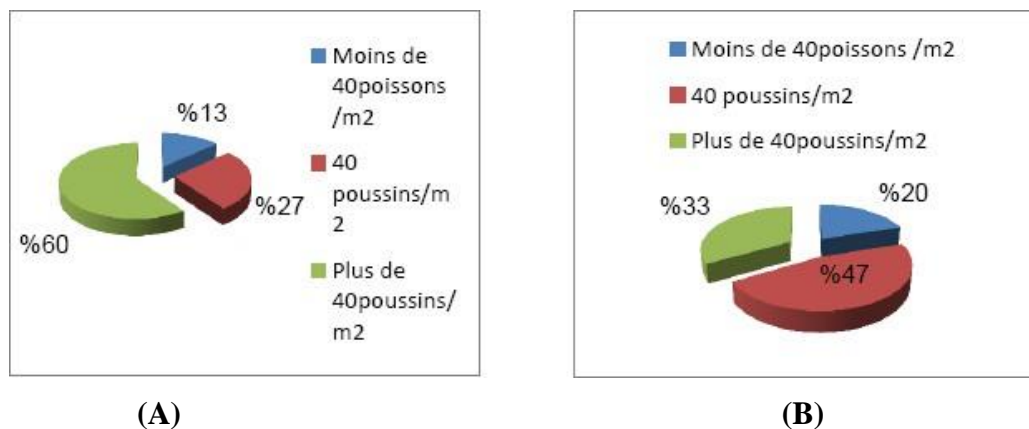 Moins de
40poissons
/m2
40
poussins/m
2
Plus de
40poussins/
m2
%13
%27
%60
(A)
Moins de 40poissons /m2
40 poussins/m2
Plus de 40poussins/m2
%33
%20
%47
(B)